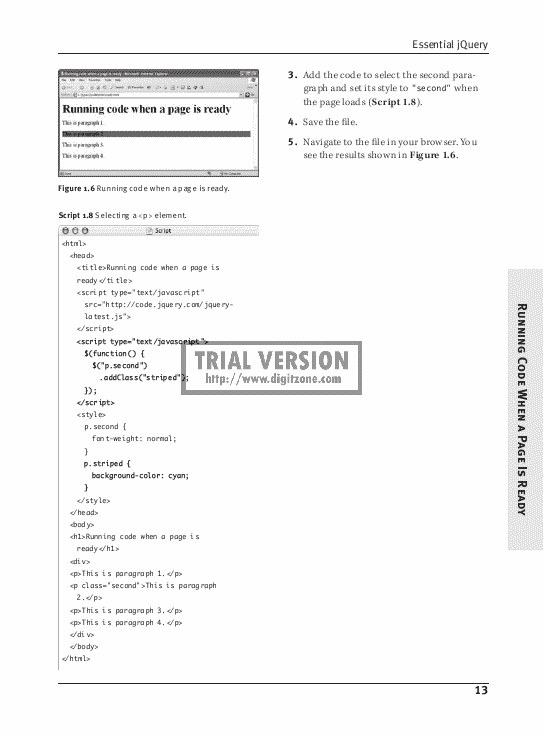 Essential jQuery
Running code when a page is ready
This is paragraph 1.
This is paragraph 2.
This is paragraph 3.
This is paragraph 4.
Figure 1.6 Running code when a page is ready.
Script 1.8 Selecting a <p> element.
Script
<html>
<head>
<title>Running code when a page is
ready</title>
<script type="text/javascript"
src="http://code.jquery.com/jquery-
latest.js">
</script>
<script type="text/javascript">
$(function() {
$("p.second")
.addClass("striped");
});
</script>
<style>
p.second {
font-weight: normal;
}
p.striped {
background-color: cyan;
}
</style>
</head>
<body>
<h1>Running code when a page is
ready</h1>
<div>
<p>This is paragraph 1.</p>
<p class="second">This is paragraph
2.</p>
<p>This is paragraph 3.</p>
<p>This is paragraph 4.</p>
</div>
</body>
</html>
3. Add the code to select the second para-
graph and set its style to "second" when
the page loads (Script 1.8).
4. Save the file.
5. Navigate to the file in your browser. You
see the results shown in Figure 1.6.
TRIAL VERSION
http://www.digitzone.com
Running Code When a Page Is Ready
13